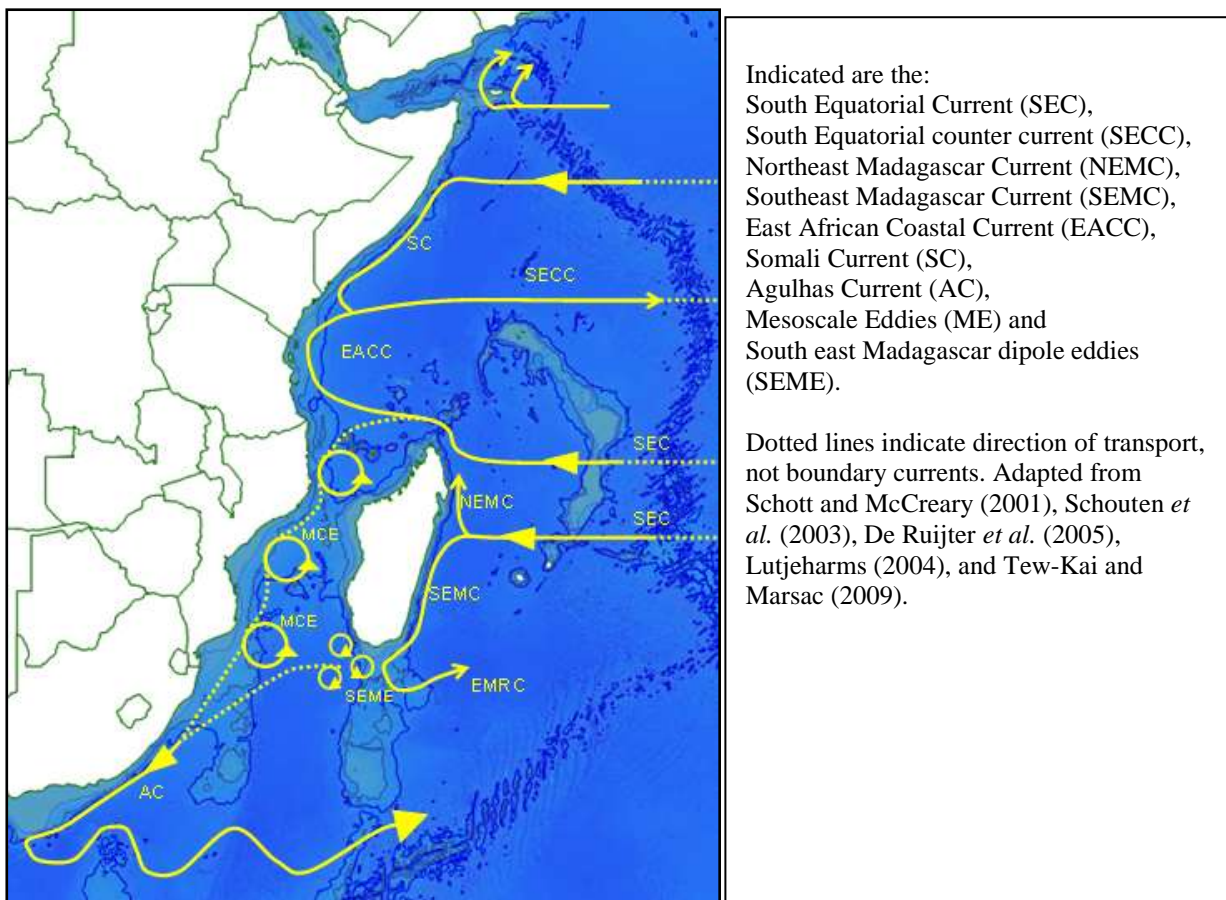 SC
SECC
EACC
SEC
NEMC
SEC
MCE
SEMC
MCE
SEME
EMRC
AC
Indicated are the:
South Equatorial Current (SEC),
South Equatorial counter current (SECC),
Northeast Madagascar Current (NEMC),
Southeast Madagascar Current (SEMC),
East African Coastal Current (EACC),
Somali Current (SC),
Agulhas Current (AC),
Mesoscale Eddies (ME) and
South east Madagascar dipole eddies
(SEME).
Dotted lines indicate direction of transport,
not boundary currents. Adapted from
Schott and McCreary (2001), Schouten et
al. (2003), De Ruijter et al. (2005),
Lutjeharms (2004), and Tew-Kai and
Marsac (2009).